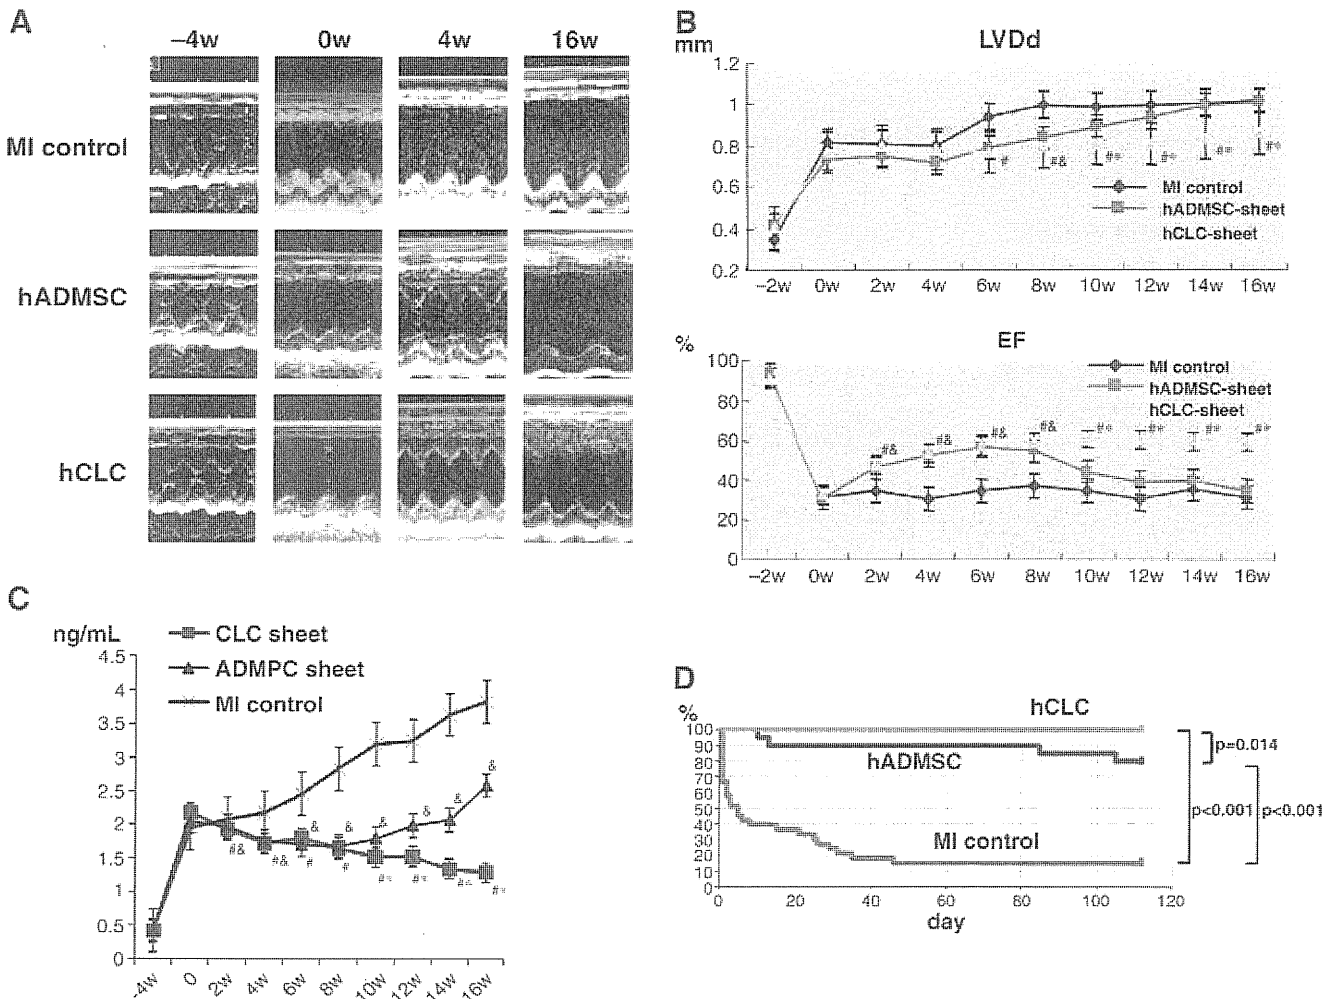 A
−4w 0w 4w 16w
MI control
hADMSC
hCLC
B
mm
LVDd
1.2
1
0.8
0.6
0.4
0.2
# #& #* #* #* #*
MI control
hADMSC-sheet
hCLC-sheet
−2w 0w 2w 4w 6w 8w 10w 12w 14w 16w
%
EF
100
80
60
40
20
0
#& #& #& #& #* #* #* #*
MI control
hADMSC-sheet
hCLC-sheet
−2w 0w 2w 4w 6w 8w 10w 12w 14w 16w
C
ng/mL
CLC sheet
ADMPC sheet
MI control
4.5
4
3.5
3
2.5
2
1.5
1
0.5
0
& & & & & &
#& #& # # #* #* #* #*
-4w 0 2w 4w 6w 8w 10w 12w 14w 16w
D
%
hCLC
100
90
80
70
60
50
40
30
20
10
0
hADMSC
MI control
p=0.014
p<0.001 p<0.001
0 20 40 60 80 100 120
day